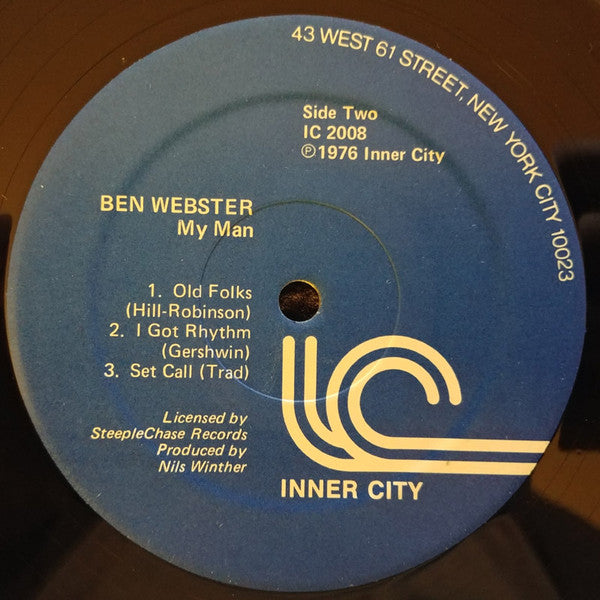 43 WEST 61 STREET, NEW YORK CITY 10023
Side Two
IC 2008
Ⓟ1976 Inner City
BEN WEBSTER
My Man
1. Old Folks
(Hill-Robinson)
2. I Got Rhythm
(Gershwin)
3. Set Call (Trad)
Licensed by
SteepleChase Records
Produced by
Nils Winther
IC
INNER CITY